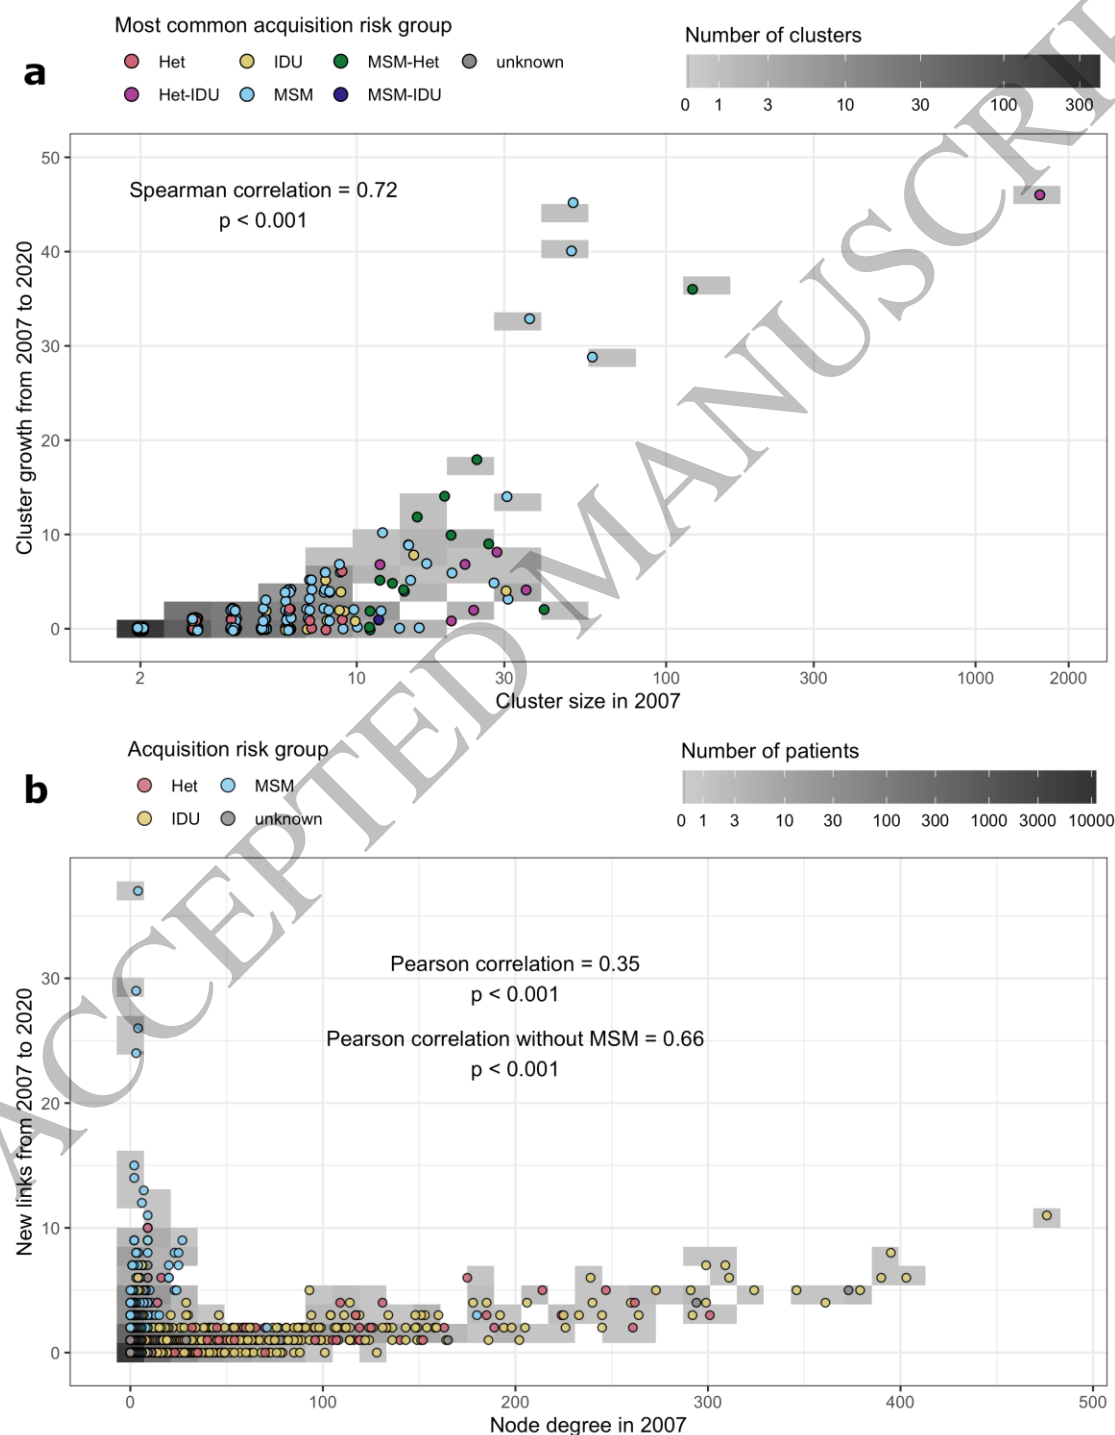 a
Most common acquisition risk group
Het IDU MSM-Het unknown
Het-IDU MSM MSM-IDU
Number of clusters
0 1 3 10 30 100 300
Spearman correlation = 0.72
p < 0.001
Cluster growth from 2007 to 2020
50
40
30
20
10
0
2 10 30 100 300 1000 2000
Cluster size in 2007
b
Acquisition risk group
Het MSM
IDU unknown
Number of patients
0 1 3 10 30 100 300 1000 3000 10000
Pearson correlation = 0.35
p < 0.001
Pearson correlation without MSM = 0.66
p < 0.001
New links from 2007 to 2020
30
20
10
0
0 100 200 300 400 500
Node degree in 2007
ACCEPTED MANUSCRI